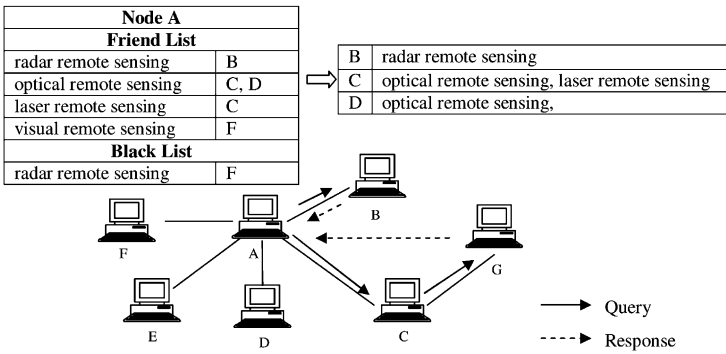 Node A
Friend List
radar remote sensing B
optical remote sensing C, D
laser remote sensing C
visual remote sensing F
Black List
radar remote sensing F
B radar remote sensing
C optical remote sensing, laser remote sensing
D optical remote sensing,
B
F
A
G
E
D
C
Query
Response